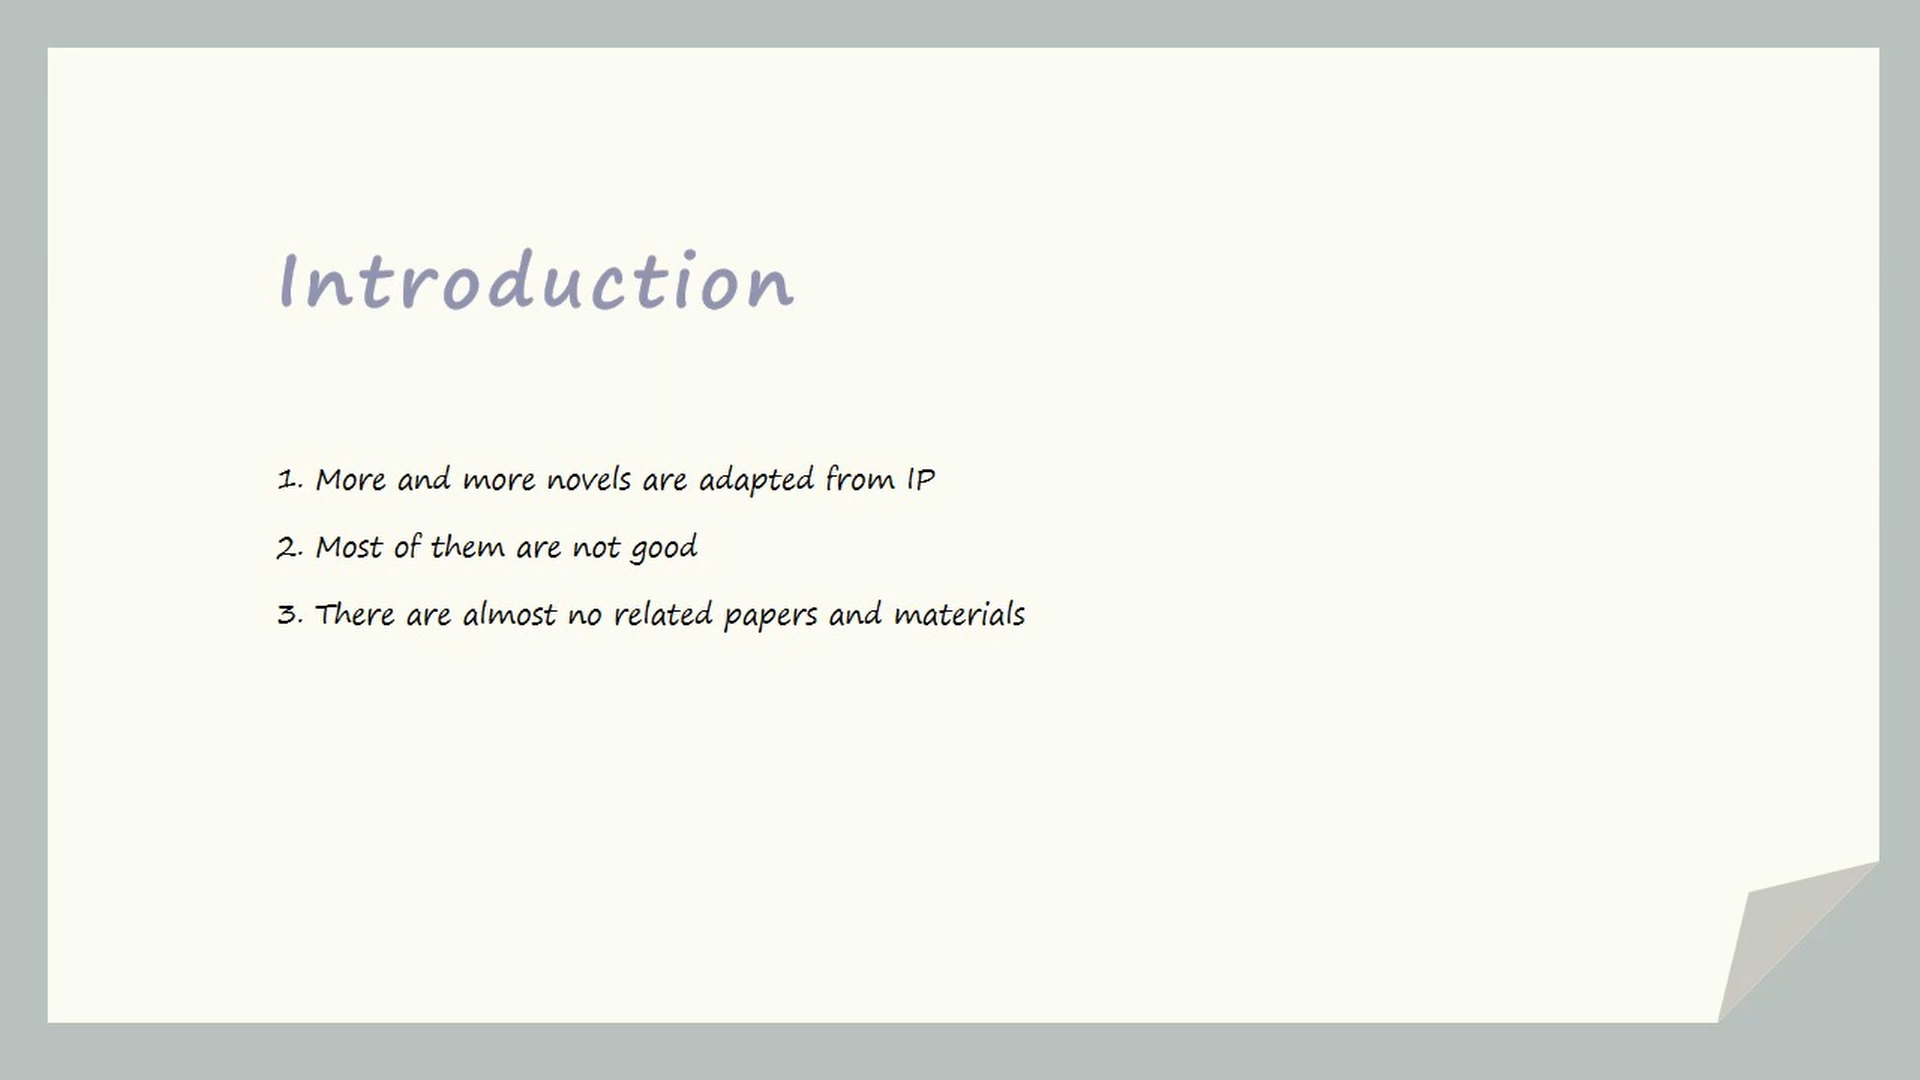 Introduction
1. More and more novels are adapted from IP
2. Most of them are not good
3. There are almost no related papers and materials